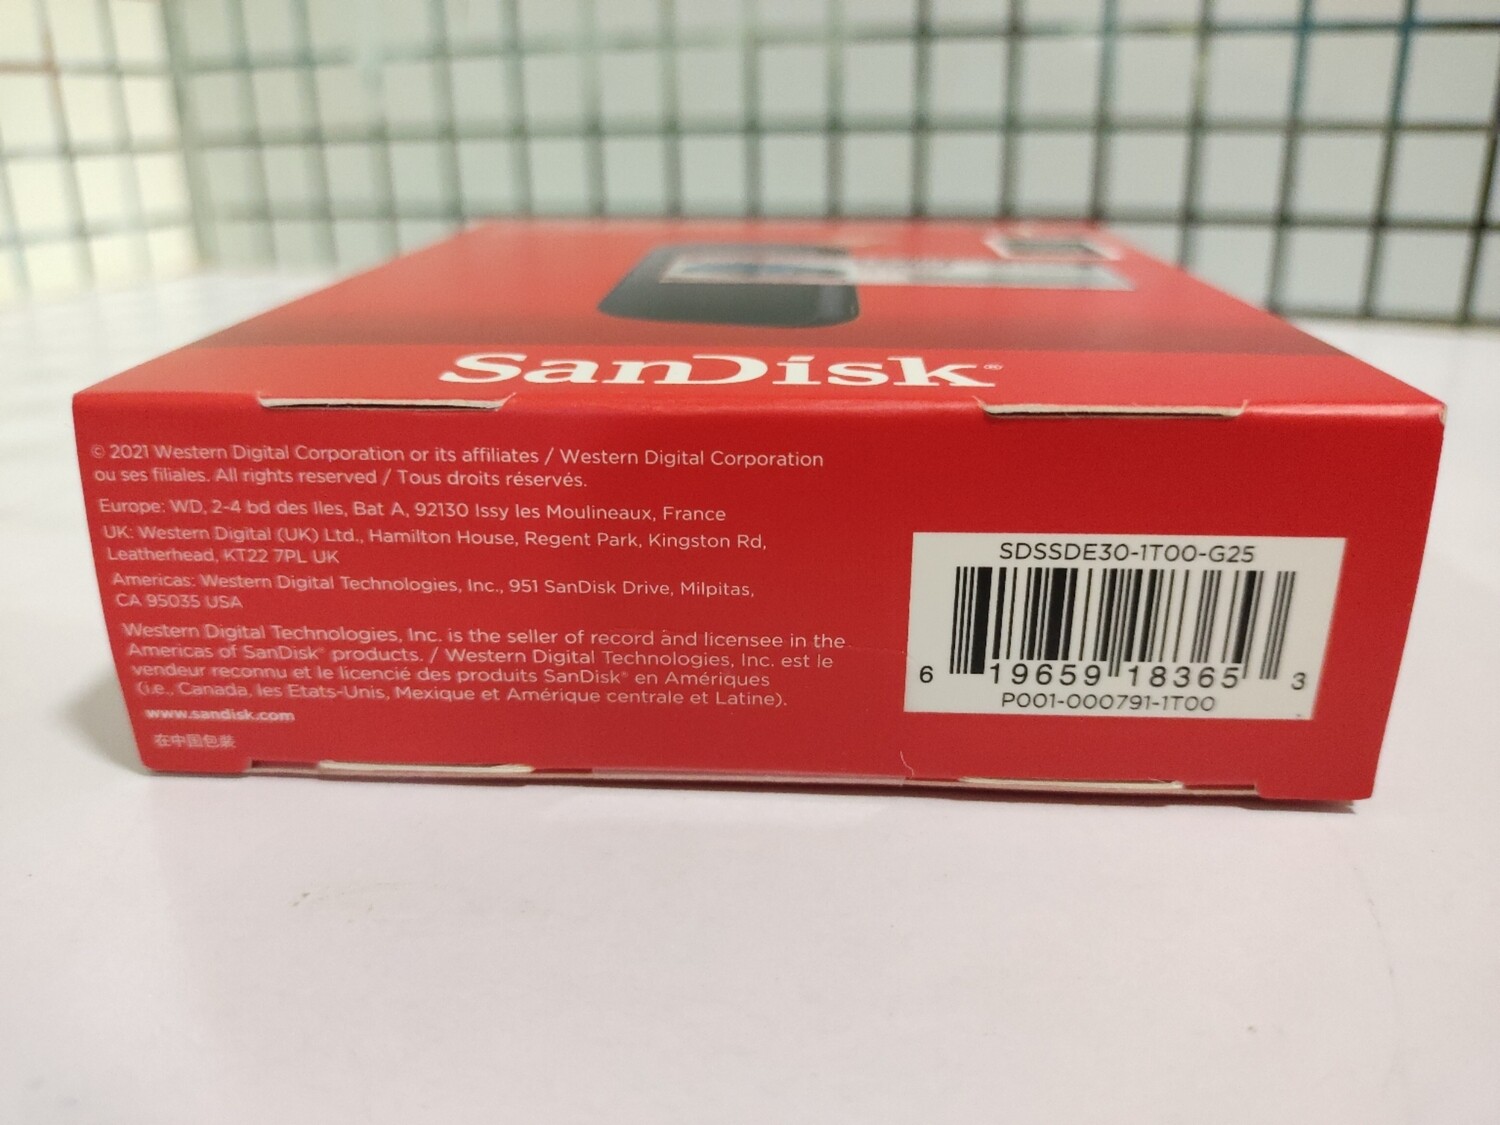 SanDisk®
© 2021 Western Digital Corporation or its affiliates / Western Digital Corporation
ou ses filiales. All rights reserved / Tous droits réservés.
Europe: WD, 2-4 bd des Iles, Bat A, 92130 Issy les Moulineaux, France
UK: Western Digital (UK) Ltd., Hamilton House, Regent Park, Kingston Rd,
Leatherhead, KT22 7PL UK
Americas: Western Digital Technologies, Inc., 951 SanDisk Drive, Milpitas,
CA 95035 USA
Western Digital Technologies, Inc. is the seller of record and licensee in the
Americas of SanDisk® products. / Western Digital Technologies, Inc. est le
vendeur reconnu et le licencié des produits SanDisk® en Amériques
(i.e., Canada, les Etats-Unis, Mexique et Amérique centrale et Latine).
www.sandisk.com
在中国包装
SDSSDE30-1T00-G25
6 19659 18365 3
P001-000791-1T00